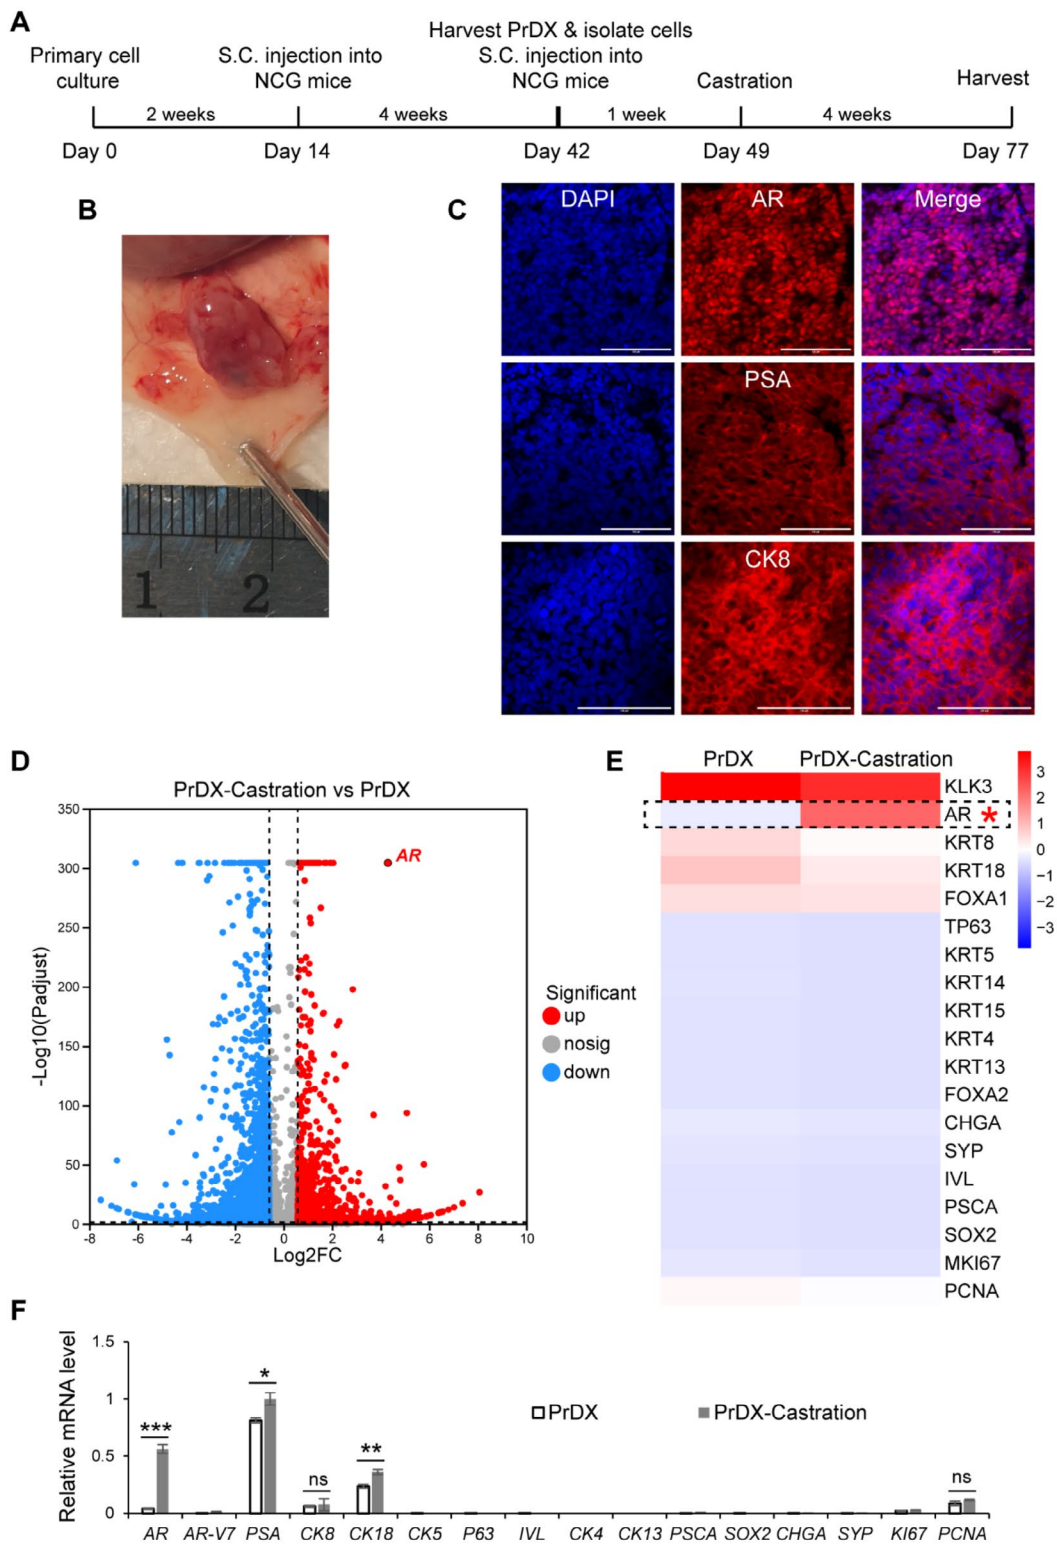 A
Harvest PrDX & isolate cells
Primary cell culture
S.C. injection into NCG mice
S.C. injection into NCG mice
Castration
Harvest
2 weeks
4 weeks
1 week
4 weeks
Day 0
Day 14
Day 42
Day 49
Day 77
B
1 2
C
DAPI
AR
Merge
PSA
CK8
D
PrDX-Castration vs PrDX
350
300
250
200
150
100
50
0
-Log10(Padjust)
AR
-8 -6 -4 -2 0 2 4 6 8 10
Log2FC
Significant
up
nosig
down
E
PrDX
PrDX-Castration
KLK3
AR *
KRT8
KRT18
FOXA1
TP63
KRT5
KRT14
KRT15
KRT4
KRT13
FOXA2
CHGA
SYP
IVL
PSCA
SOX2
MKI67
PCNA
3
2
1
0
−1
−2
−3
F
Relative mRNA level
1.5
1
0.5
0
***
*
ns
**
ns
PrDX
PrDX-Castration
AR AR-V7 PSA CK8 CK18 CK5 P63 IVL CK4 CK13 PSCA SOX2 CHGA SYP KI67 PCNA